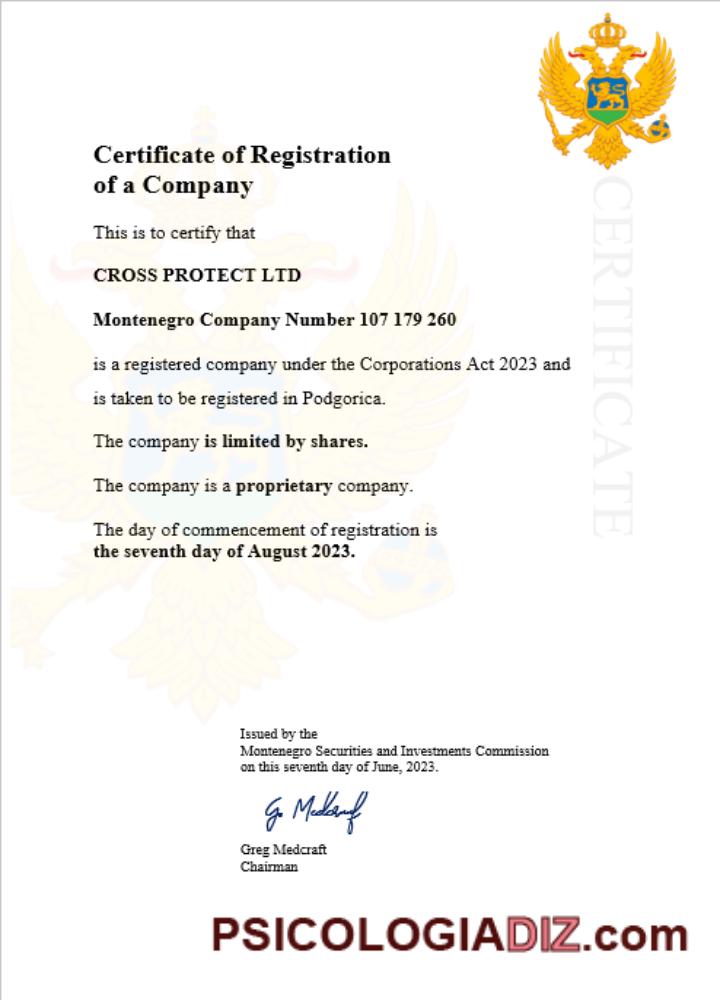 Certificate of Registration
of a Company
CERTIFICATE
This is to certify that
CROSS PROTECT LTD
Montenegro Company Number 107 179 260
is a registered company under the Corporations Act 2023 and
is taken to be registered in Podgorica.
The company is limited by shares.
The company is a proprietary company.
The day of commencement of registration is
the seventh day of August 2023.
Issued by the
Montenegro Securities and Investments Commission
on this seventh day of June, 2023.
G. Medcraft
Greg Medcraft
Chairman
PSICOLOGIADIZ.com